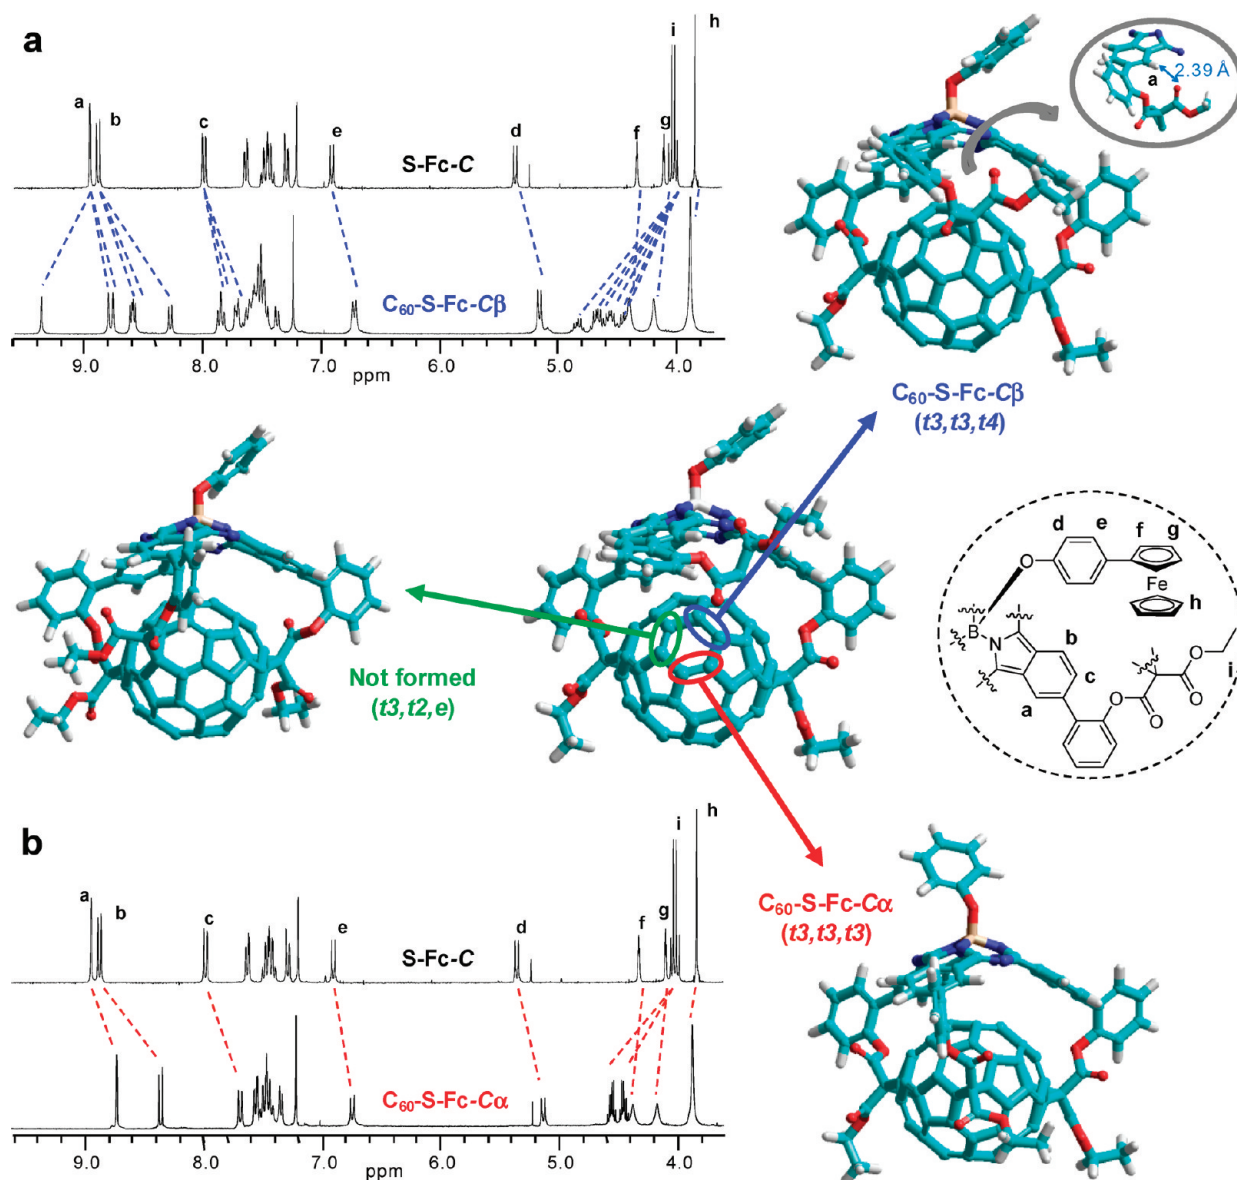 a
a
b
c
e
d
f
g
i
h
S-Fc-C
C60-S-Fc-Cβ
9.0 8.0 7.0 6.0 5.0 4.0
ppm
a
2.39 Å
C60-S-Fc-Cβ
(t3,t3,t4)
Not formed
(t3,t2,e)
d e f g
O
Fe
h
B
N
b
c
a
O
O
O
O
i
C60-S-Fc-Cα
(t3,t3,t3)
b
a
b
c
e
d
f
g
i
h
S-Fc-C
C60-S-Fc-Cα
9.0 8.0 7.0 6.0 5.0 4.0
ppm